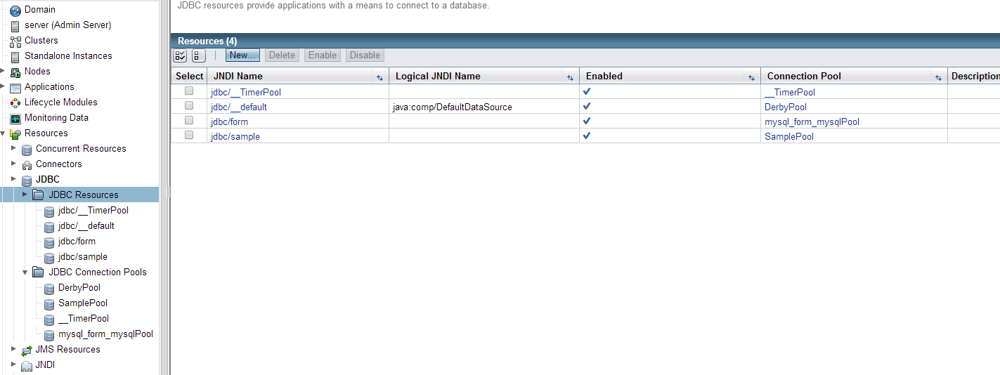 Domain
server (Admin Server)
Clusters
Standalone Instances
Nodes
Applications
Lifecycle Modules
Monitoring Data
Resources
Concurrent Resources
Connectors
JDBC
JDBC Resources
jdbc/__TimerPool
jdbc/__default
jdbc/form
jdbc/sample
JDBC Connection Pools
DerbyPool
SamplePool
__TimerPool
mysql_form_mysqlPool
JMS Resources
JNDI
JDBC resources provide applications with a means to connect to a database.
Resources (4)
New... Delete Enable Disable
Select JNDI Name Logical JNDI Name Enabled Connection Pool Description
jdbc/__TimerPool __TimerPool
jdbc/__default java:comp/DefaultDataSource DerbyPool
jdbc/form mysql_form_mysqlPool
jdbc/sample SamplePool